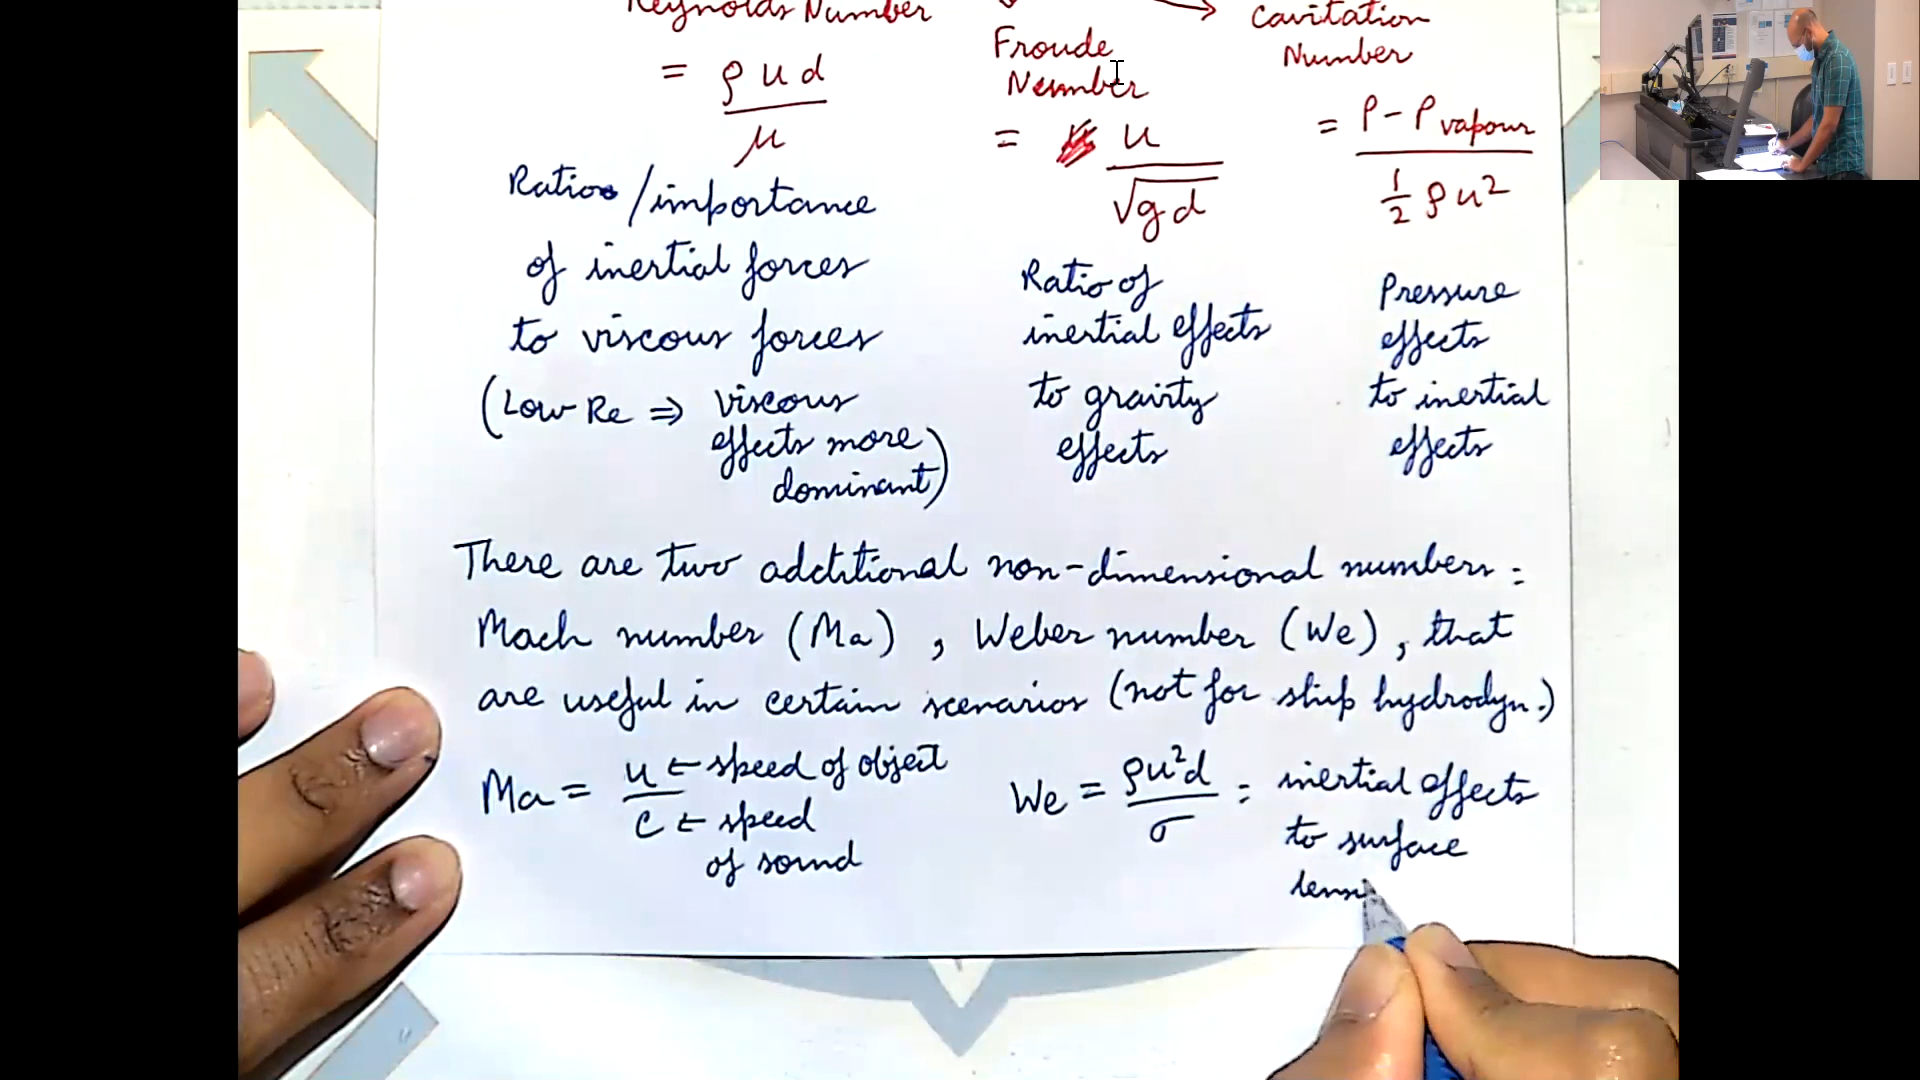 Reynolds Number
= ρud/μ
Ratio /importance
of inertial forces
to viscous forces
(Low Re ⇒ viscous
effects more
dominant)
Froude
Number
= u/√gd
Ratio of
inertial effects
to gravity
effects
Cavitation
Number
= P-Pvapour / ½ρu²
Pressure
effects
to inertial
effects
There are two additional non-dimensional numbers:
Mach number (Ma), Weber number (We), that
are useful in certain scenarios (not for ship hydrodyn.)
Ma = u/c
u ← speed of object
c ← speed
of sound
We = ρu²d/σ = inertial effects
to surface
tens